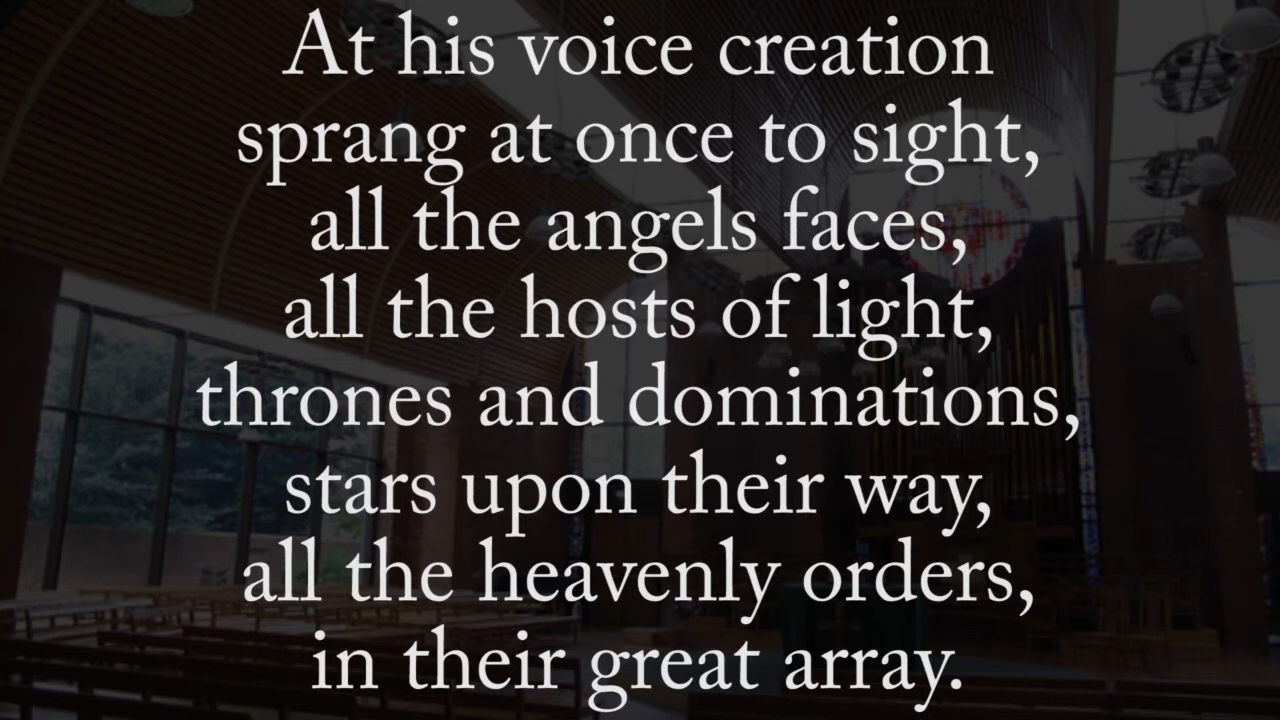 At his voice creation
sprang at once to sight,
all the angels faces,
all the hosts of light,
thrones and dominations,
stars upon their way,
all the heavenly orders,
in their great array.